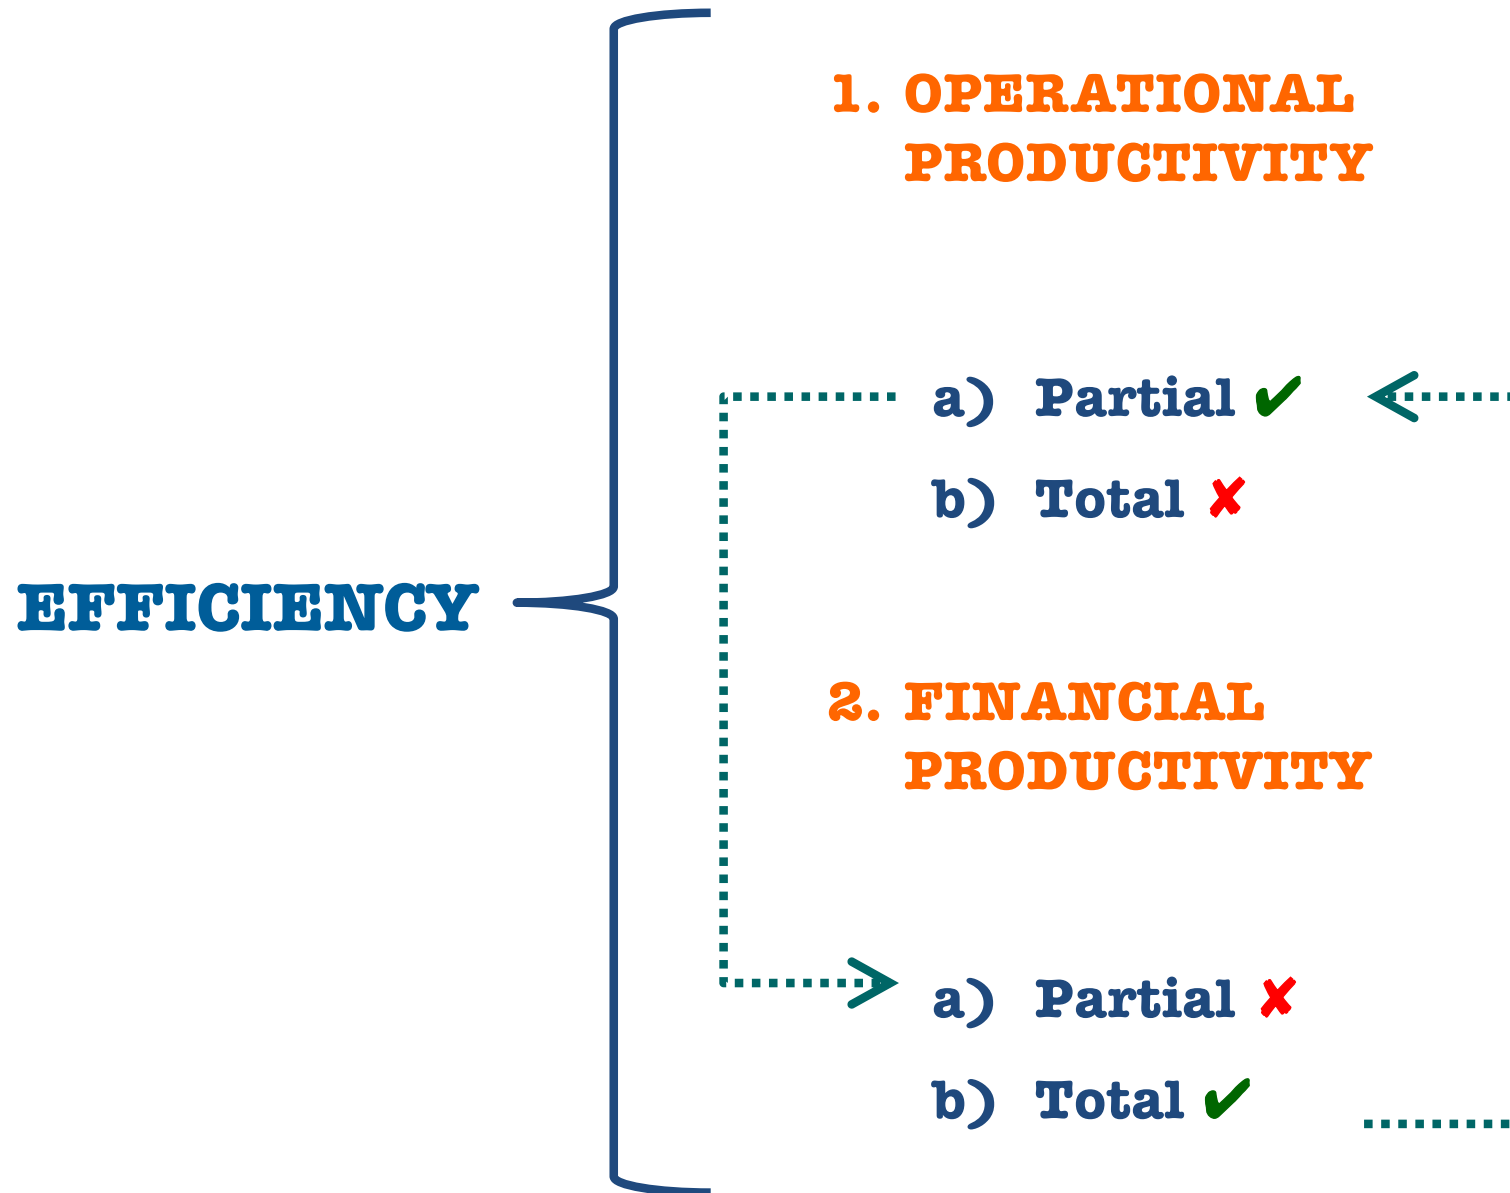 1. OPERATIONAL
PRODUCTIVITY
a) Partial ✔
b) Total ✘
EFFICIENCY
2. FINANCIAL
PRODUCTIVITY
a) Partial ✘
b) Total ✔